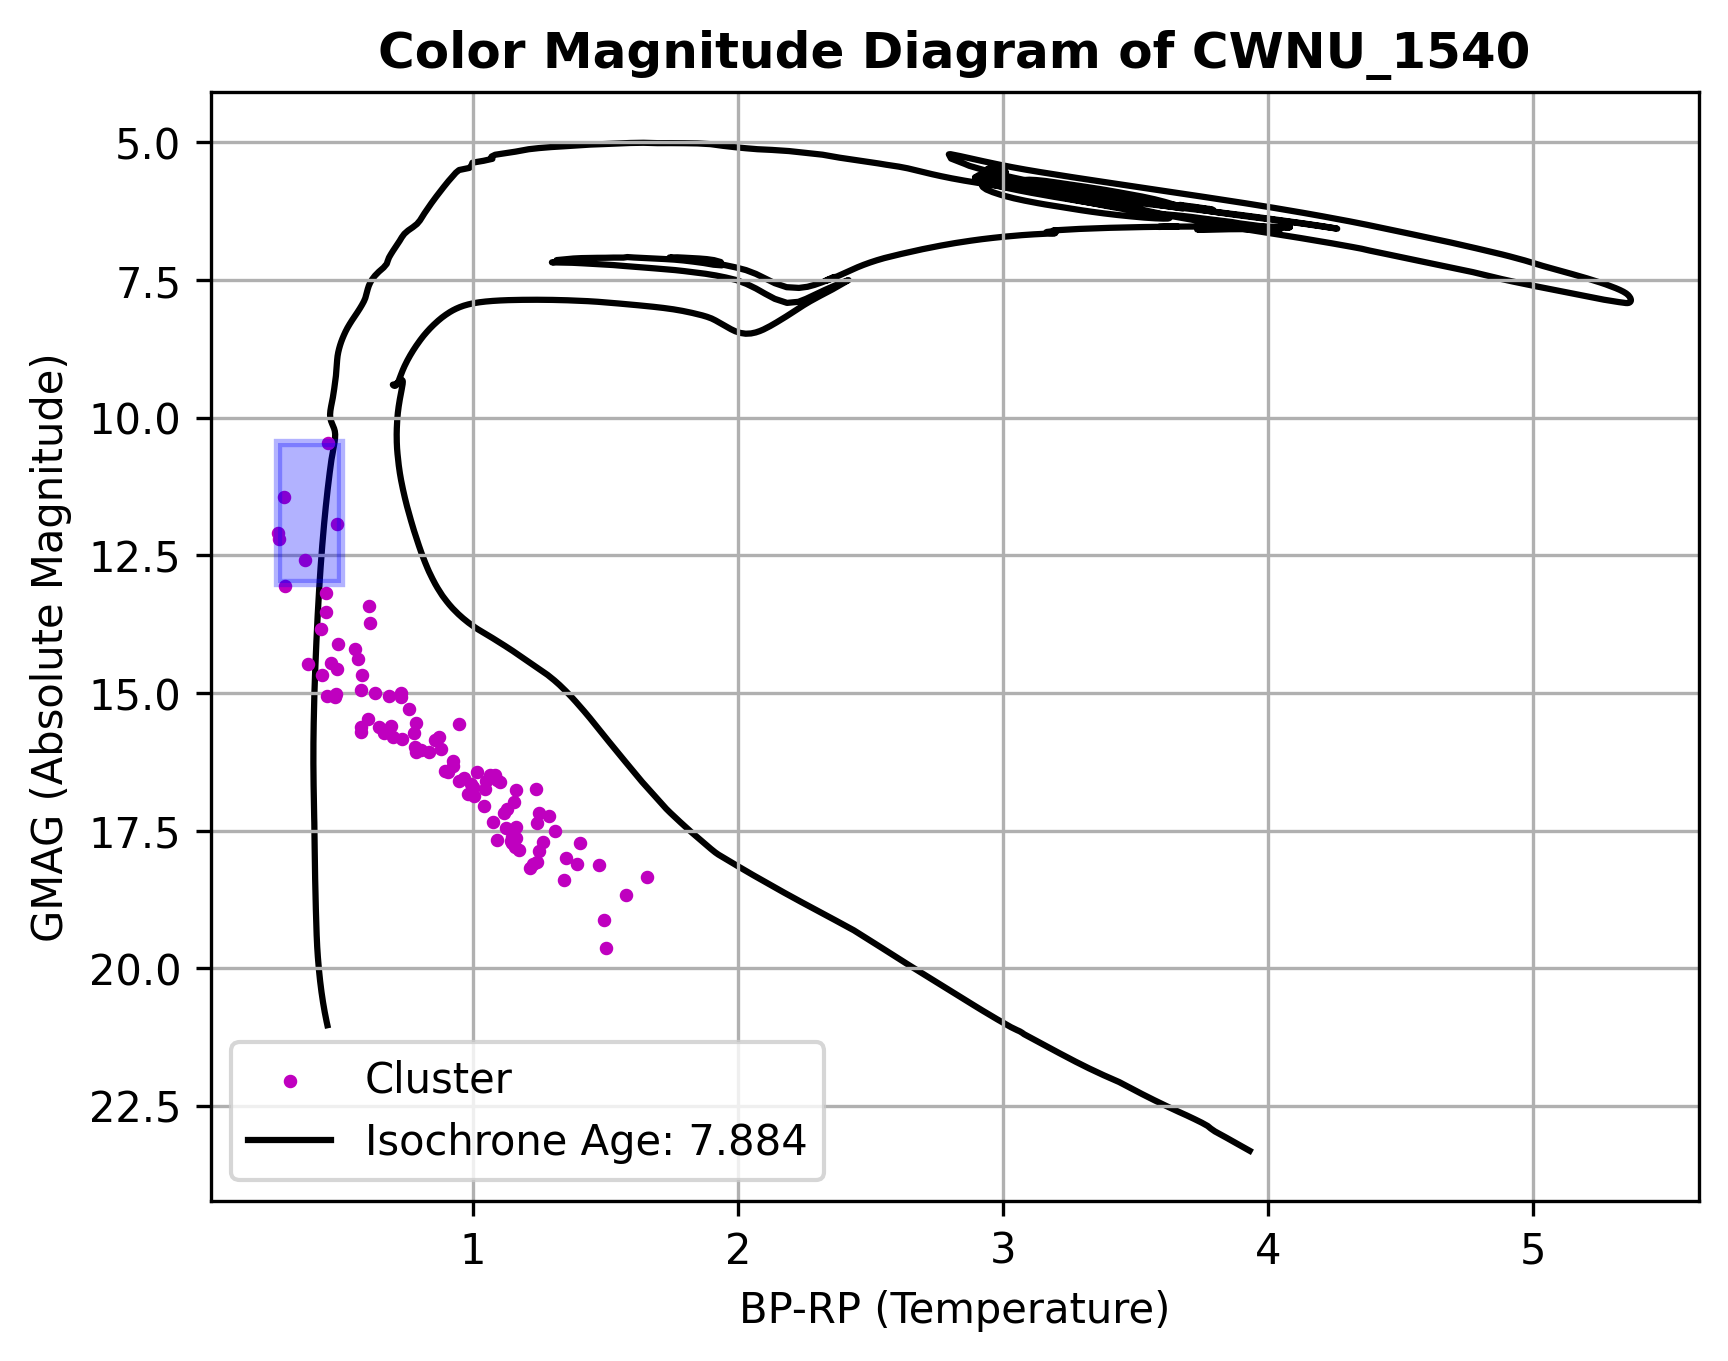 Color Magnitude Diagram of CWNU_1540
5.0
7.5
10.0
12.5
15.0
17.5
20.0
22.5
GMAG (Absolute Magnitude)
Cluster
Isochrone Age: 7.884
1 2 3 4 5
BP-RP (Temperature)